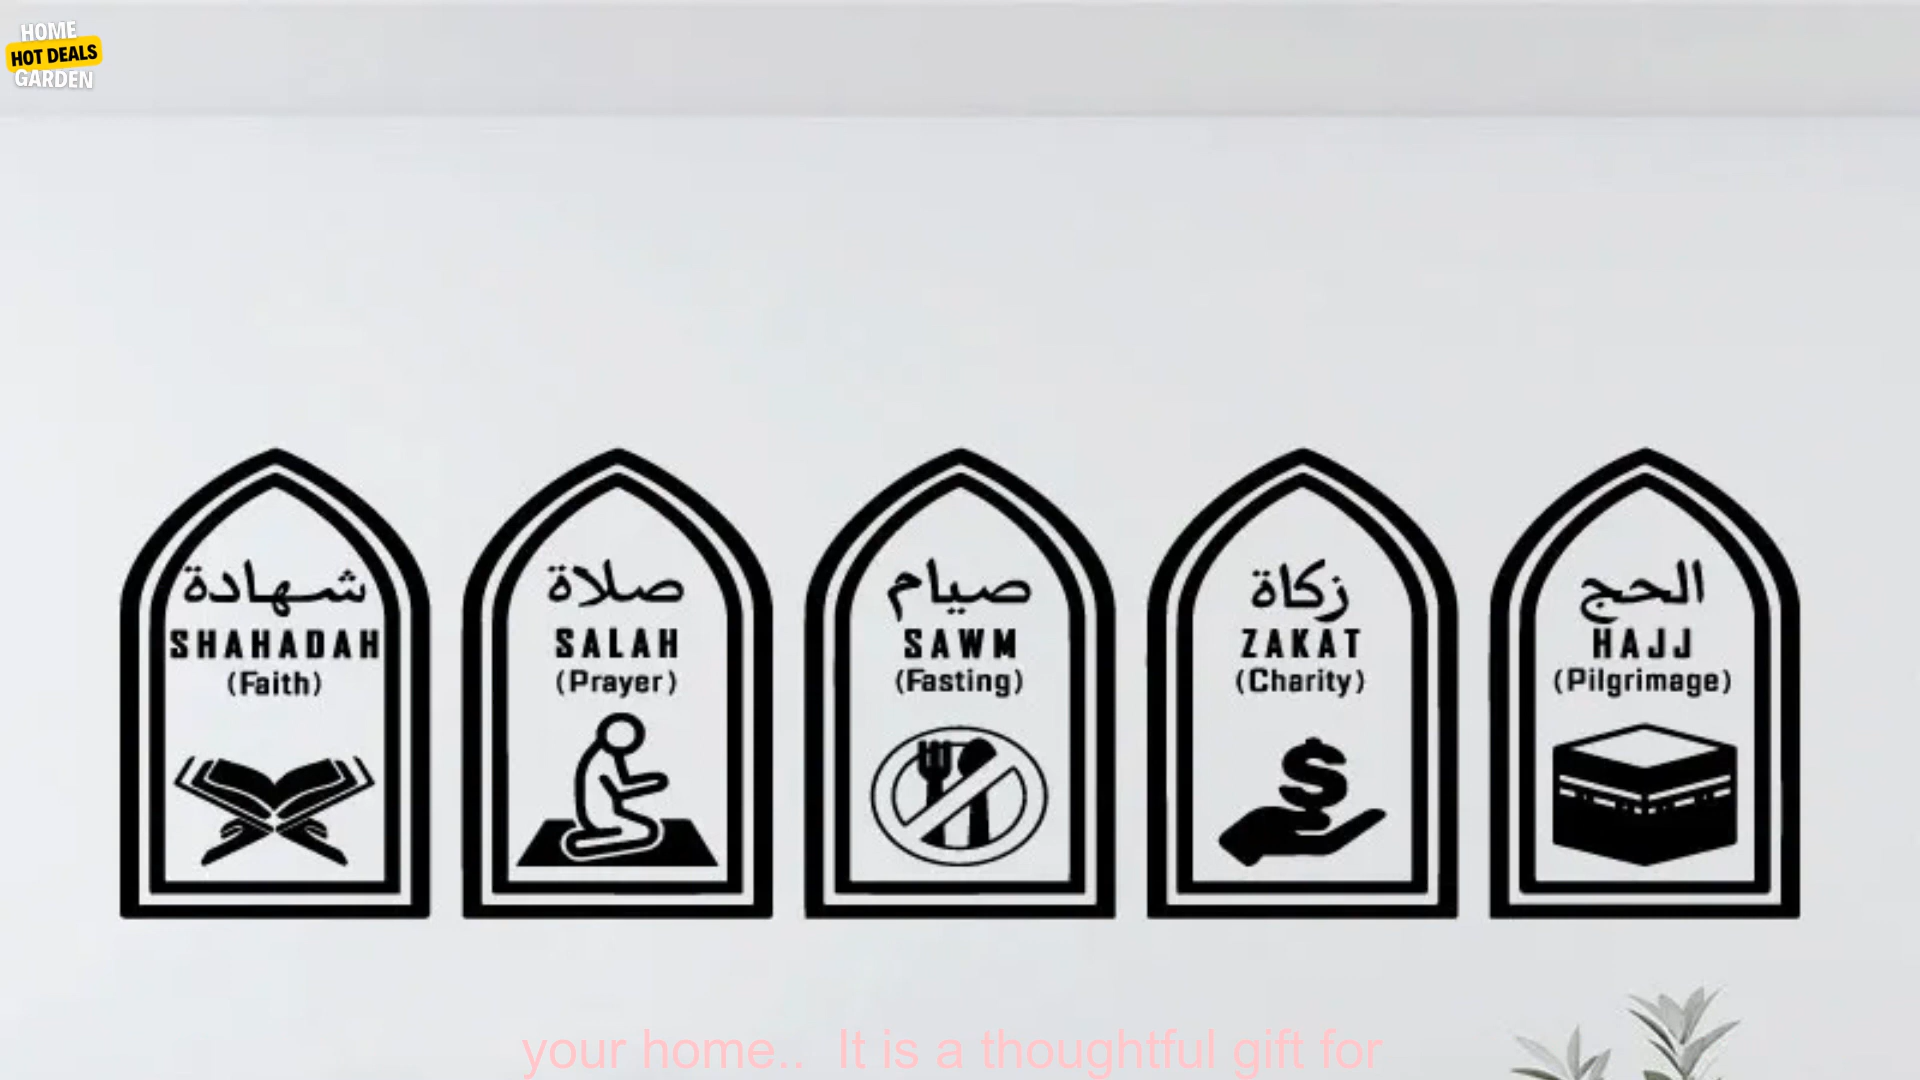 HOME
HOT DEALS
GARDEN
شهادة
SHAHADAH
(Faith)
صلاة
SALAH
(Prayer)
صيام
SAWM
(Fasting)
زكاة
ZAKAT
(Charity)
الحج
HAJJ
(Pilgrimage)
your home.. It is a thoughtful gift for